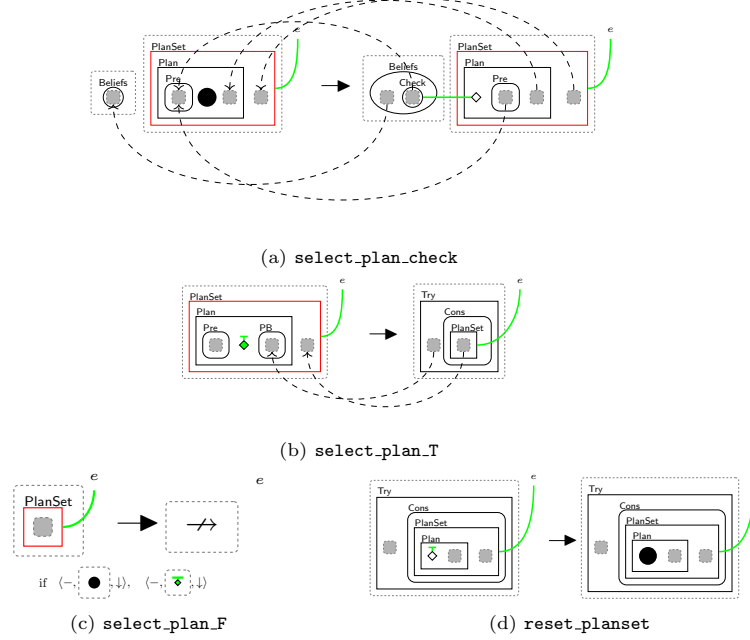 e e
PlanSet PlanSet
Plan Beliefs Plan
Beliefs Pre Check Pre
(a) select_plan_check
e e
PlanSet Try
Plan Cons
Pre PB PlanSet
(b) select_plan_T
e e e
PlanSet Try Try
Cons Cons
PlanSet PlanSet
Plan Plan
if ⟨−, , ↓⟩, ⟨−, , ↓⟩
(c) select_plan_F (d) reset_planset